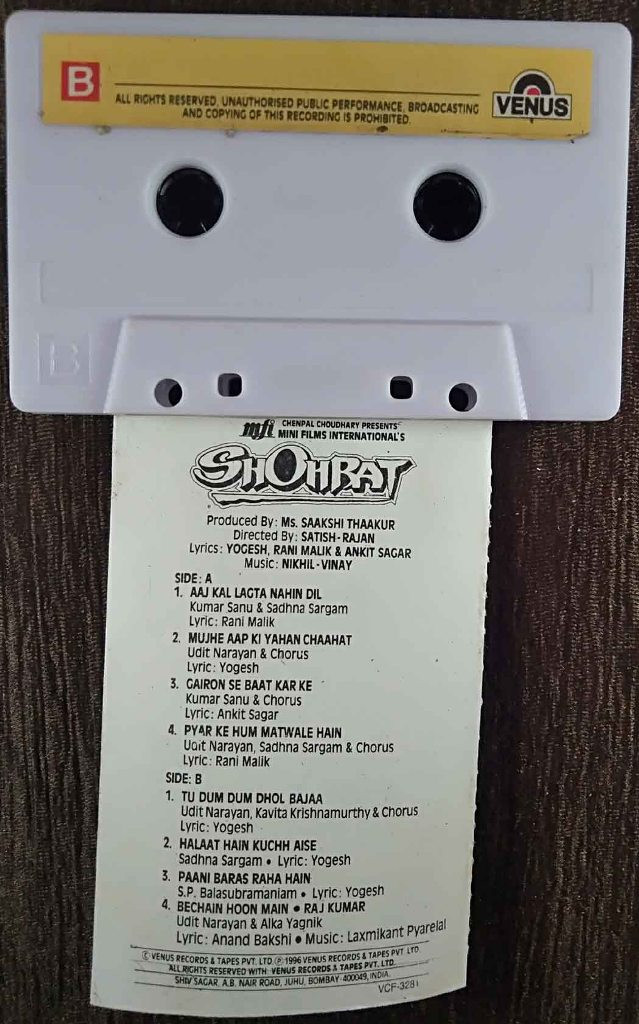 B
ALL RIGHTS RESERVED. UNAUTHORISED PUBLIC PERFORMANCE, BROADCASTING
AND COPYING OF THIS RECORDING IS PROHIBITED.
VENUS
B
mfi CHENPAL CHOUDHARY PRESENTS
MINI FILMS INTERNATIONAL'S
SHOHRAT
Produced By: Ms. SAAKSHI THAAKUR
Directed By: SATISH-RAJAN
Lyrics: YOGESH, RANI MALIK & ANKIT SAGAR
Music: NIKHIL-VINAY
SIDE: A
1. AAJ KAL LAGTA NAHIN DIL
Kumar Sanu & Sadhna Sargam
Lyric: Rani Malik
2. MUJHE AAP KI YAHAN CHAAHAT
Udit Narayan & Chorus
Lyric: Yogesh
3. GAIRON SE BAAT KAR KE
Kumar Sanu & Chorus
Lyric: Ankit Sagar
4. PYAR KE HUM MATWALE HAIN
Udit Narayan, Sadhna Sargam & Chorus
Lyric: Rani Malik
SIDE: B
1. TU DUM DUM DHOL BAJAA
Udit Narayan, Kavita Krishnamurthy & Chorus
Lyric: Yogesh
2. HALAAT HAIN KUCHH AISE
Sadhna Sargam • Lyric: Yogesh
3. PAANI BARAS RAHA HAIN
S.P. Balasubramaniam • Lyric: Yogesh
4. BECHAIN HOON MAIN • RAJ KUMAR
Udit Narayan & Alka Yagnik
Lyric: Anand Bakshi • Music: Laxmikant Pyarelal
© VENUS RECORDS & TAPES PVT. LTD. ℗ 1996 VENUS RECORDS & TAPES PVT. LTD.
ALL RIGHTS RESERVED WITH: VENUS RECORDS & TAPES PVT. LTD.
SHIV SAGAR, A.B. NAIR ROAD, JUHU, BOMBAY-400049, INDIA.
VCF-3281